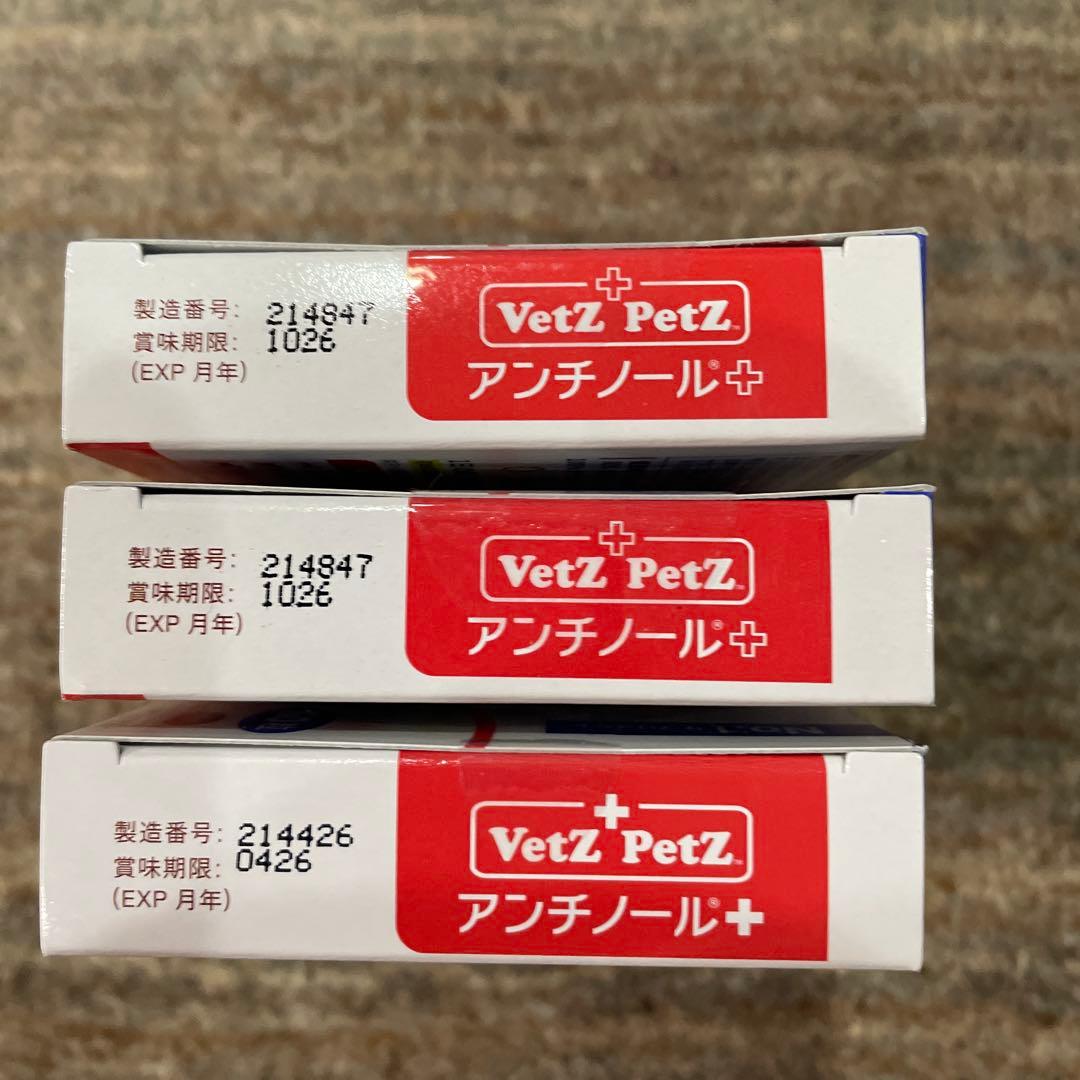 製造番号: 214847
賞味期限: 1026
(EXP 月年)
VetZ PetZ™
アンチノール®+
製造番号: 214847
賞味期限: 1026
(EXP 月年)
VetZ PetZ™
アンチノール®+
製造番号: 214426
賞味期限: 0426
(EXP 月年)
VetZ PetZ™
アンチノール®+